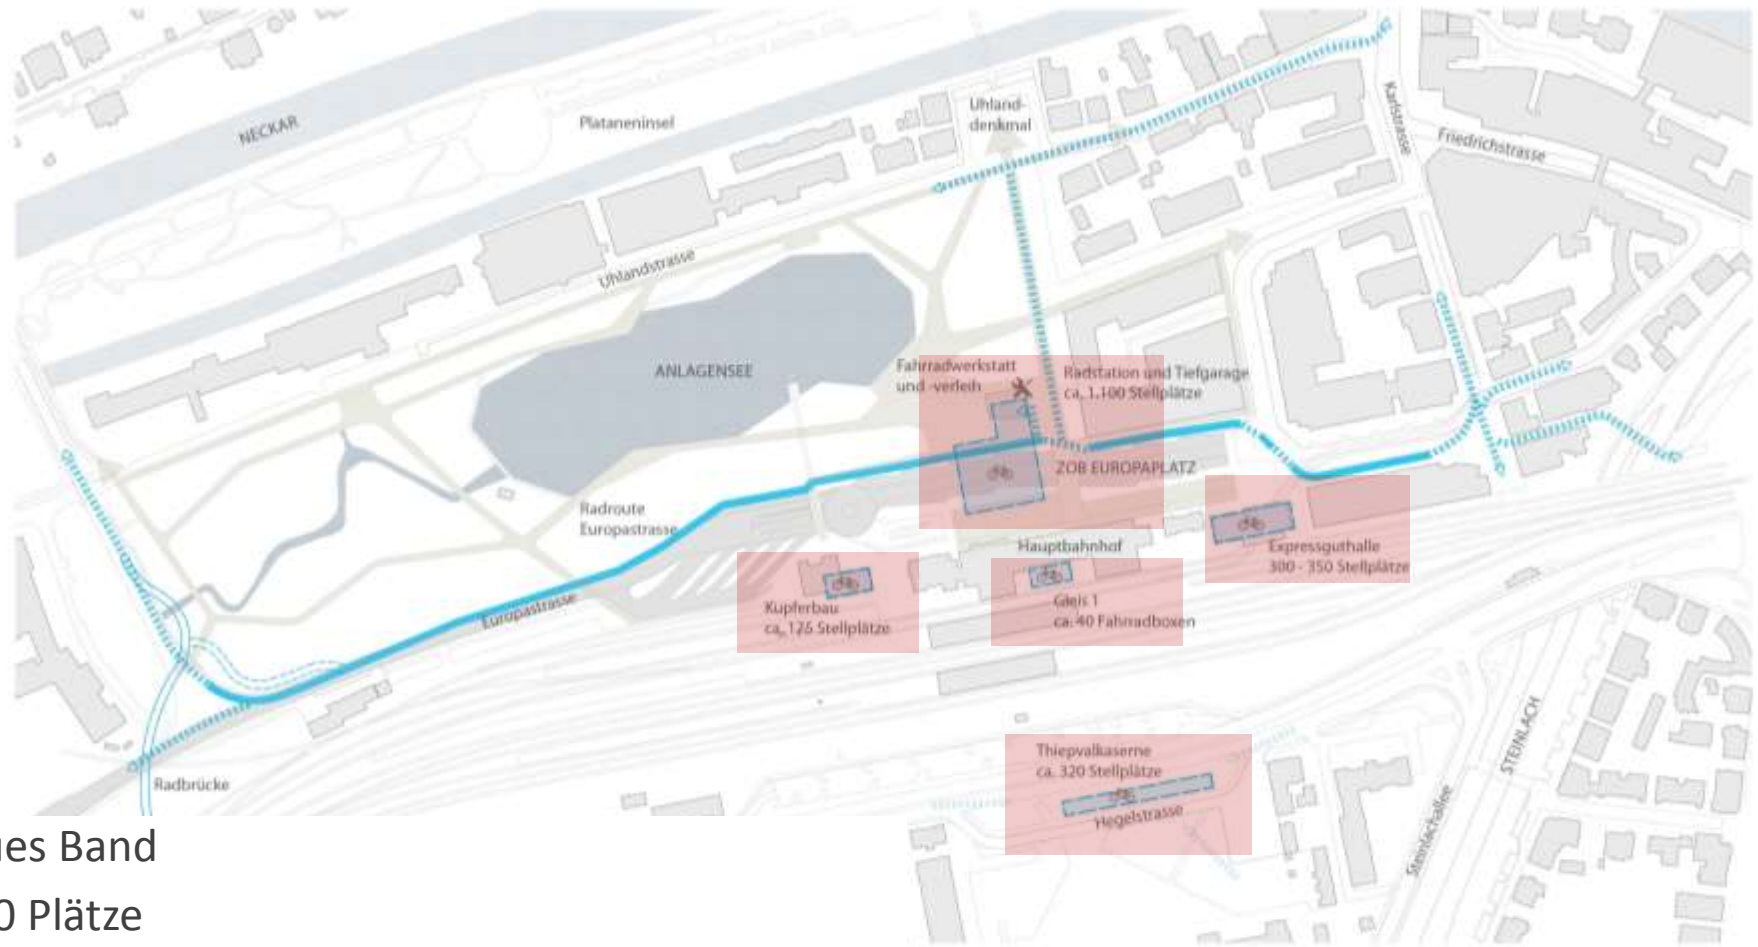 NECKAR
Plataneninsel
Uhland-
denkmal
Karlstrasse
Friedrichstrasse
Uhlandstrasse
ANLAGENSEE
Fahrradwerkstatt
und -verleih
Radstation und Tiefgarage
ca. 1.100 Stellplätze
ZOB EUROPAPLATZ
Radroute
Europastrasse
Hauptbahnhof
Expressguthalle
300 - 350 Stellplätze
Kupferbau
ca. 125 Stellplätze
Gleis 1
ca. 40 Fahrradboxen
Europastrasse
Thiepvalkaserne
ca. 320 Stellplätze
Hegelstrasse
STEINLACH
Steinlachallee
Radbrücke
ues Band
0 Plätze